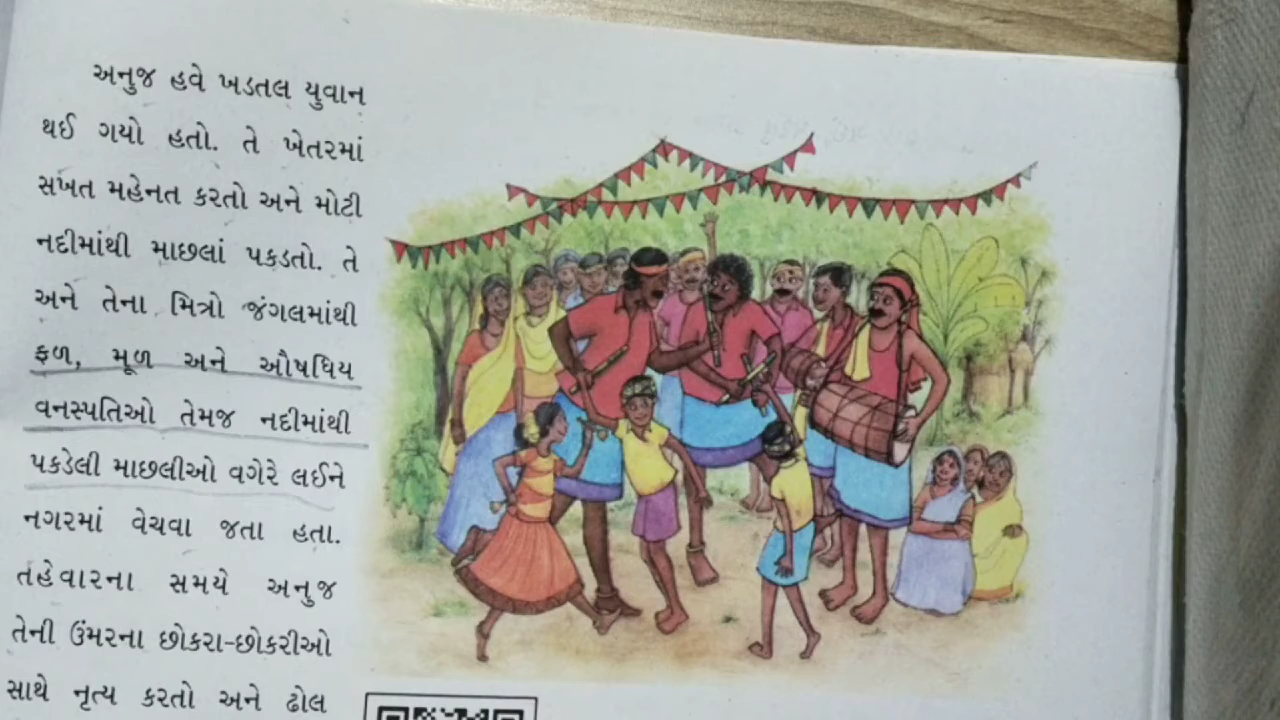 અનુજ હવે ખડતલ યુવાન
થઈ ગયો હતો. તે ખેતરમાં
સખત મહેનત કરતો અને મોટી
નદીમાંથી માછલાં પકડતો. તે
અને તેના મિત્રો જંગલમાંથી
ફળ, મૂળ અને ઔષધિય
વનસ્પતિઓ તેમજ નદીમાંથી
પકડેલી માછલીઓ વગેરે લઈને
નગરમાં વેચવા જતા હતા.
તહેવારના સમયે અનુજ
તેની ઉંમરના છોકરા-છોકરીઓ
સાથે નૃત્ય કરતો અને ઢોલ